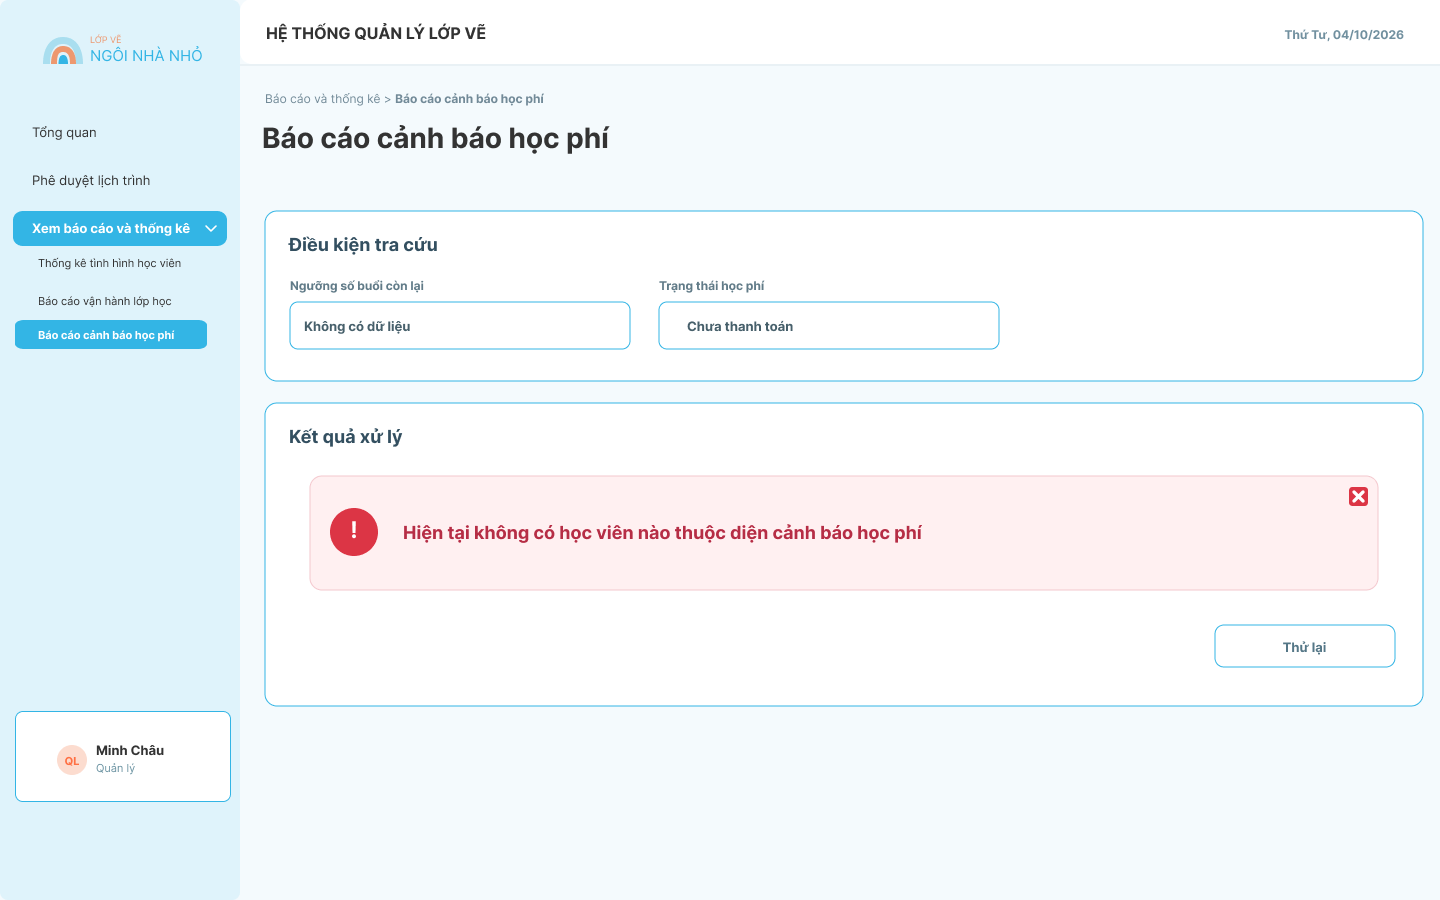 LỚP VẼ
NGÔI NHÀ NHỎ
Tổng quan
Phê duyệt lịch trình
Xem báo cáo và thống kê
Thống kê tình hình học viên
Báo cáo vận hành lớp học
Báo cáo cảnh báo học phí
QL
Minh Châu
Quản lý
HỆ THỐNG QUẢN LÝ LỚP VẼ
Thứ Tư, 04/10/2026
Báo cáo và thống kê > Báo cáo cảnh báo học phí
Báo cáo cảnh báo học phí
Điều kiện tra cứu
Ngưỡng số buổi còn lại
Trạng thái học phí
Không có dữ liệu
Chưa thanh toán
Kết quả xử lý
!
Hiện tại không có học viên nào thuộc diện cảnh báo học phí
Thử lại